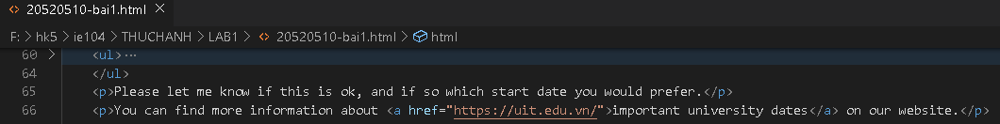 20520510-bai1.html
F: > hk5 > ie104 > THUCHANH > LAB1 > 20520510-bai1.html > html
60 > <ul>...
64 </ul>
65 <p>Please let me know if this is ok, and if so which start date you would prefer.</p>
66 <p>You can find more information about <a href="https://uit.edu.vn/">important university dates</a> on our website.</p>